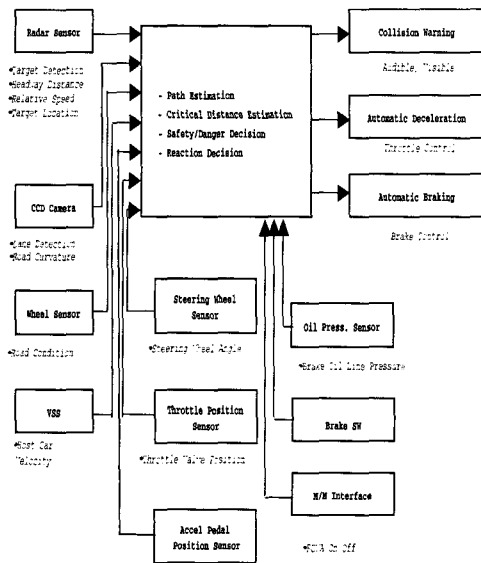 Radar Sensor
•Target Detection
•Headway Distance
•Relative Speed
•Target Location
CCD Camera
•Lane Detection
•Road Curvature
Wheel Sensor
•Road Condition
VSS
•Host Car
Velocity
- Path Estimation
- Critical Distance Estimation
- Safety/Danger Decision
- Reaction Decision
Steering Wheel
Sensor
•Steering Wheel Angle
Throttle Position
Sensor
•Throttle Valve Position
Accel Pedal
Position Sensor
Collision Warning
Audible, Visible
Automatic Deceleration
Throttle Control
Automatic Braking
Brake Control
Oil Press. Sensor
•Brake Oil Line Pressure
Brake SW
M/M Interface
On Off